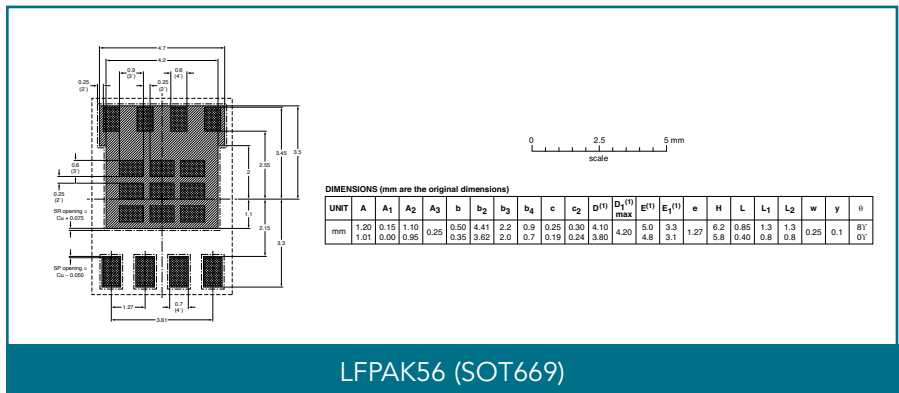 4.7
4.2
0.9
(3´)
0.6
(4´)
0.25
(2´)
0.25
(2´)
3.45
3.5
2.55
2
0.6
(3´)
0.25
(2´)
SR opening =
Cu + 0.075
1.1
2.15
3.3
SP opening =
Cu − 0.050
1.27
0.7
(4´)
3.81
0 2.5 5 mm
scale
DIMENSIONS (mm are the original dimensions)
UNIT A A1 A2 A3 b b2 b3 b4 c c2 D(1) D1(1) max E(1) E1(1) e H L L1 L2 w y θ
mm 1.20 1.01 0.15 0.00 1.10 0.95 0.25 0.50 0.35 4.41 3.62 2.2 2.0 0.9 0.7 0.25 0.19 0.30 0.24 4.10 3.80 4.20 5.0 4.8 3.3 3.1 1.27 6.2 5.8 0.85 0.40 1.3 0.8 1.3 0.8 0.25 0.1
LFPAK56 (SOT669)